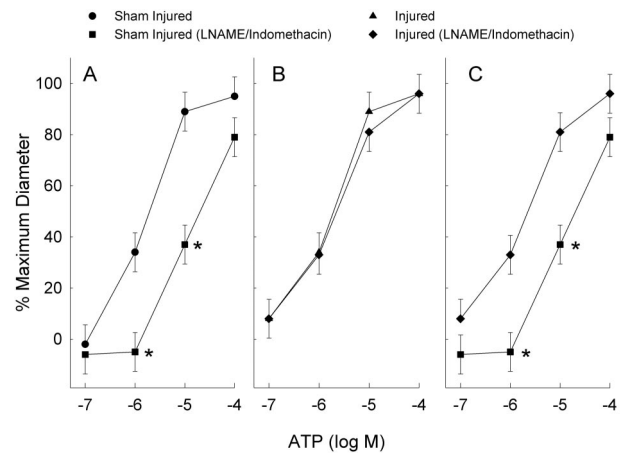 Sham Injured
Sham Injured (LNAME/Indomethacin)
Injured
Injured (LNAME/Indomethacin)
A
B
C
% Maximum Diameter
100
80
60
40
20
0
*
*
*
*
-7 -6 -5 -4
-7 -6 -5 -4
-7 -6 -5 -4
ATP (log M)